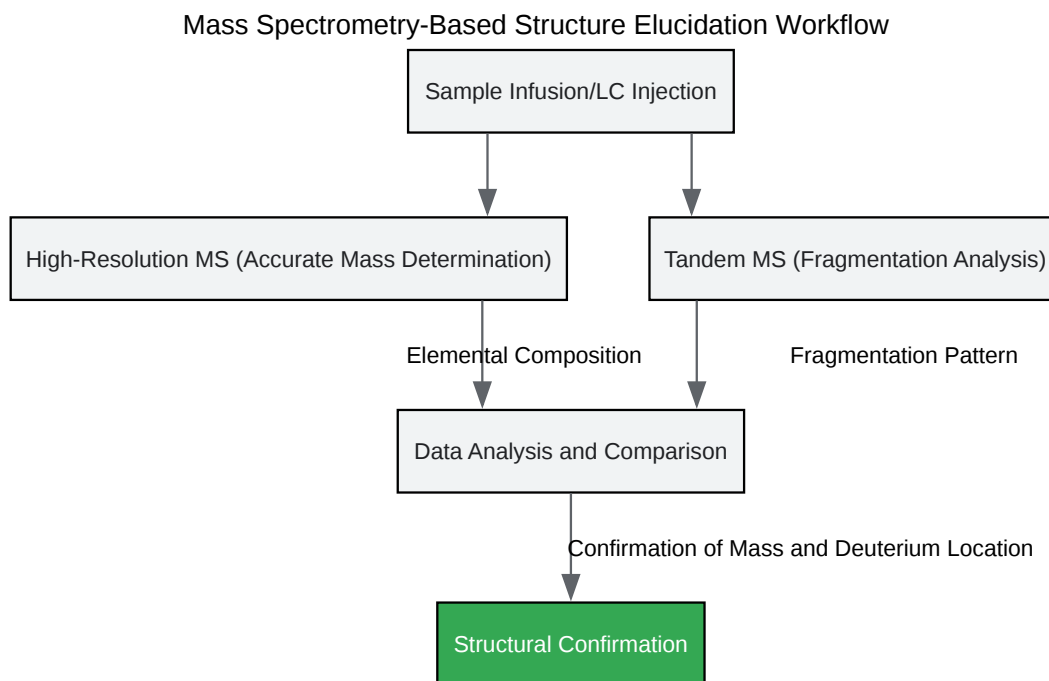 Mass Spectrometry-Based Structure Elucidation Workflow
Sample Infusion/LC Injection
High-Resolution MS (Accurate Mass Determination)
Tandem MS (Fragmentation Analysis)
Elemental Composition
Fragmentation Pattern
Data Analysis and Comparison
Confirmation of Mass and Deuterium Location
Structural Confirmation